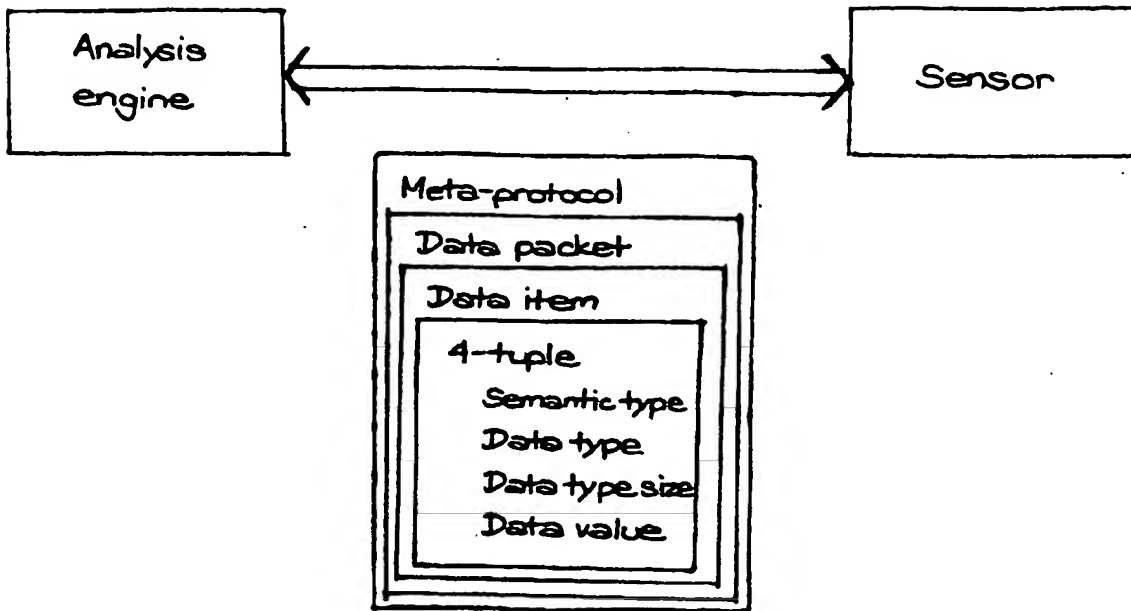 Analysis
engine
Sensor
Meta-protocol
Data packet
Data item
4-tuple
Semantic type
Data type
Data type size
Data value